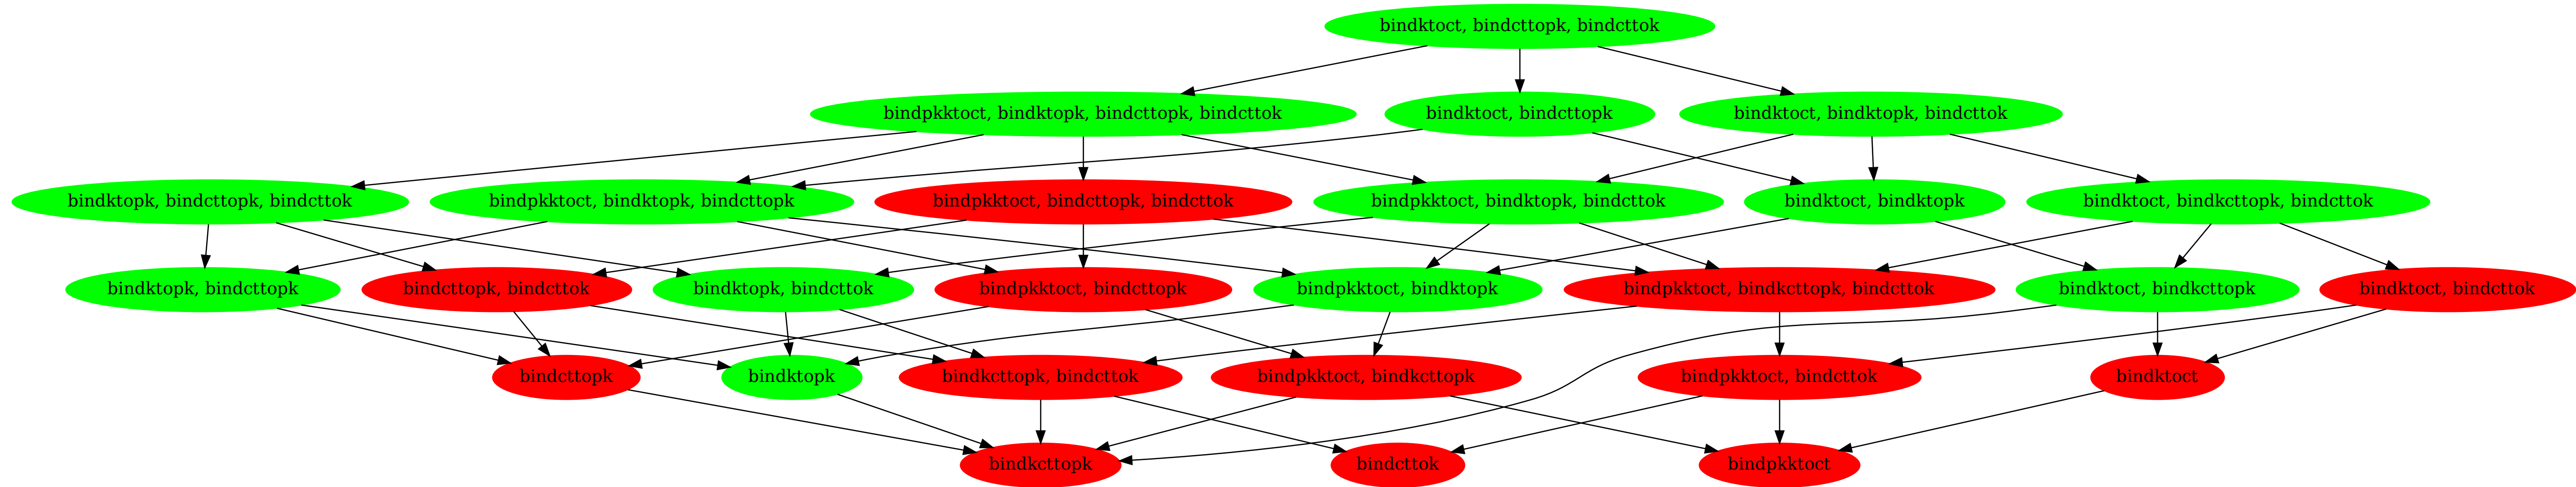 bindktoct, bindcttopk, bindcttok
bindpkktoct, bindktopk, bindcttopk, bindcttok
bindktoct, bindcttopk
bindktoct, bindktopk, bindcttok
bindktopk, bindcttopk, bindcttok
bindpkktoct, bindktopk, bindcttopk
bindpkktoct, bindcttopk, bindcttok
bindpkktoct, bindktopk, bindcttok
bindktoct, bindktopk
bindktoct, bindkcttopk, bindcttok
bindktopk, bindcttopk
bindcttopk, bindcttok
bindktopk, bindcttok
bindpkktoct, bindcttopk
bindpkktoct, bindktopk
bindpkktoct, bindkcttopk, bindcttok
bindktoct, bindkcttopk
bindktoct, bindcttok
bindcttopk
bindktopk
bindkcttopk, bindcttok
bindpkktoct, bindkcttopk
bindpkktoct, bindcttok
bindktoct
bindkcttopk
bindcttok
bindpkktoct